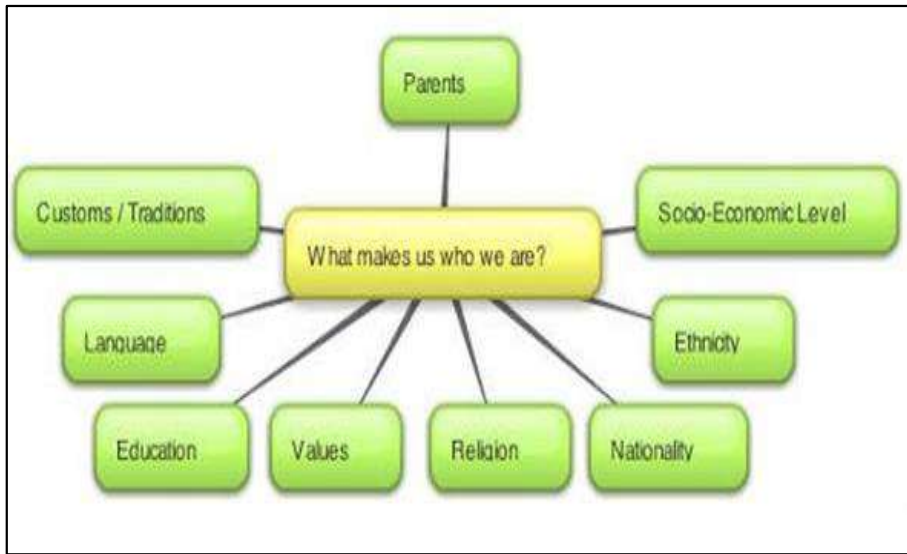 Parents
Customs / Traditions
Socio-Economic Level
What makes us who we are?
Language
Ethnicity
Education
Values
Religion
Nationality